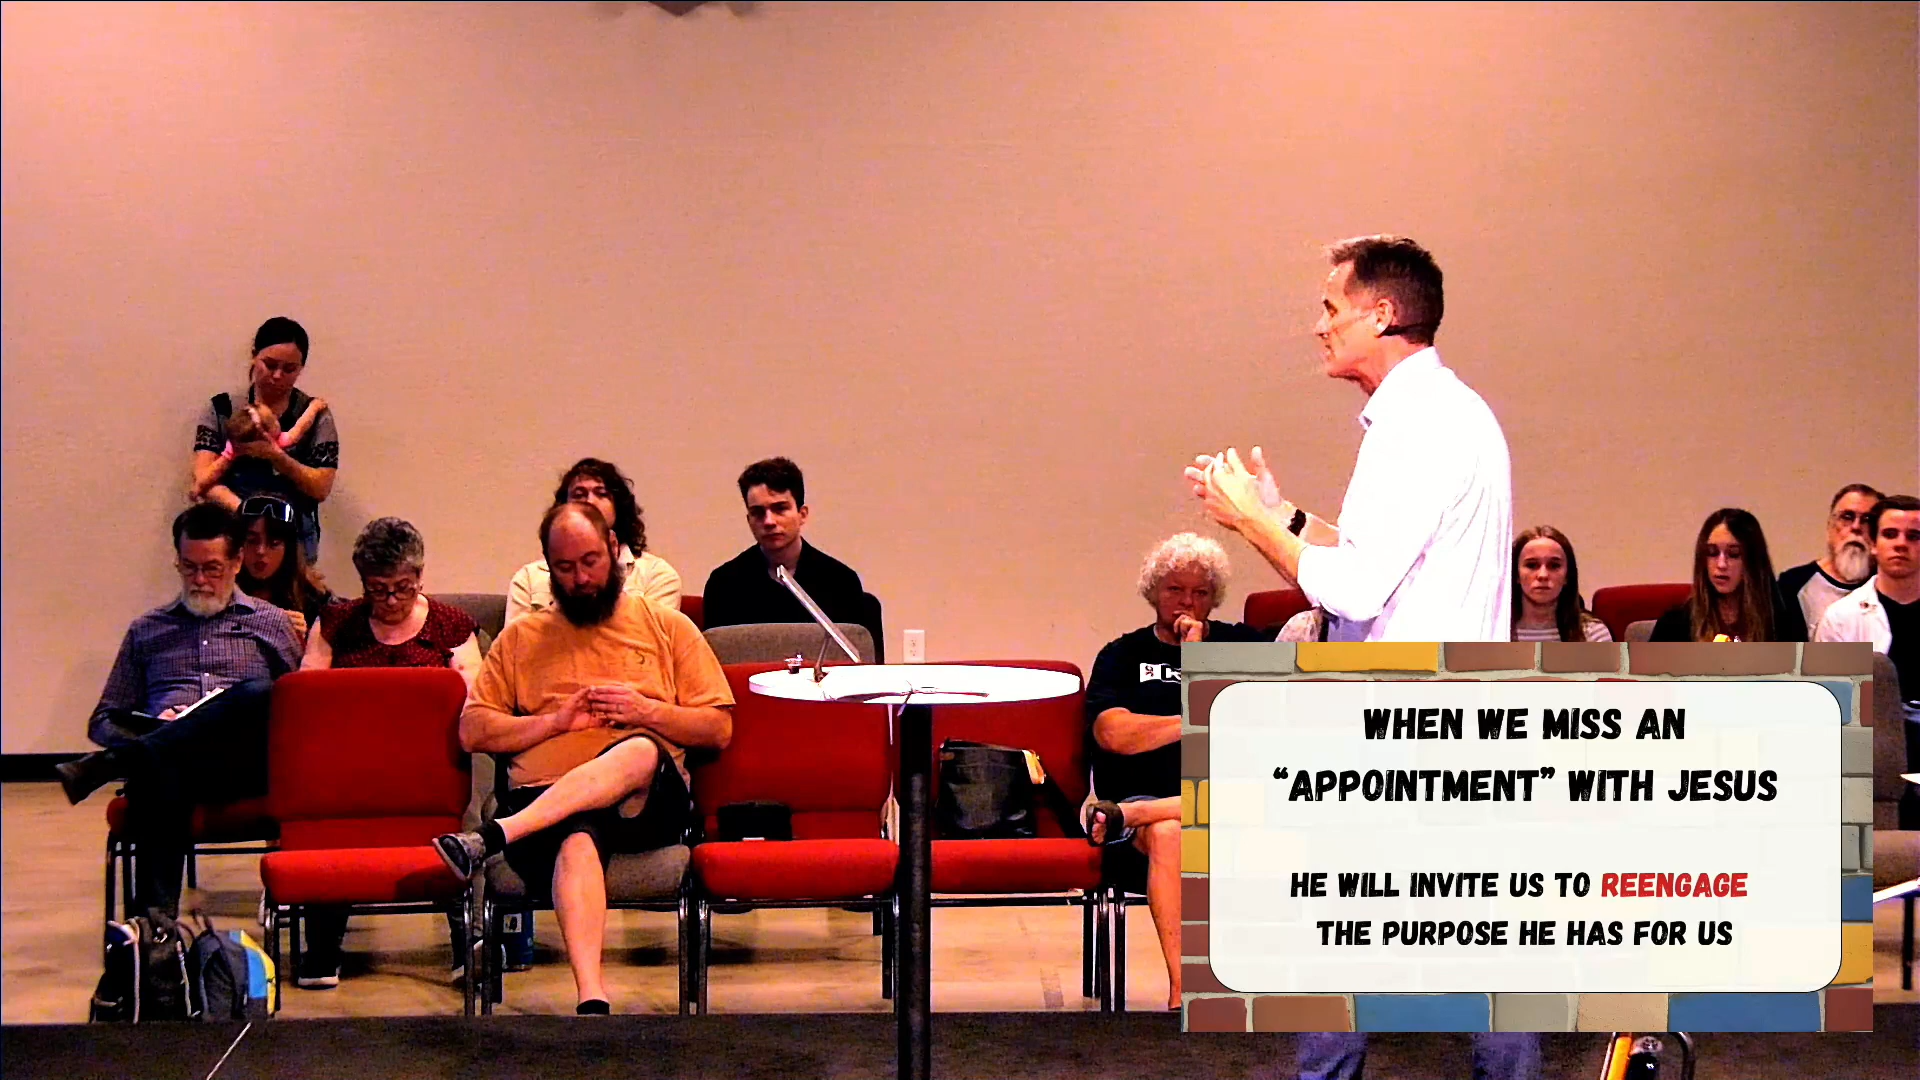 WHEN WE MISS AN
“APPOINTMENT” WITH JESUS
HE WILL INVITE US TO REENGAGE
THE PURPOSE HE HAS FOR US